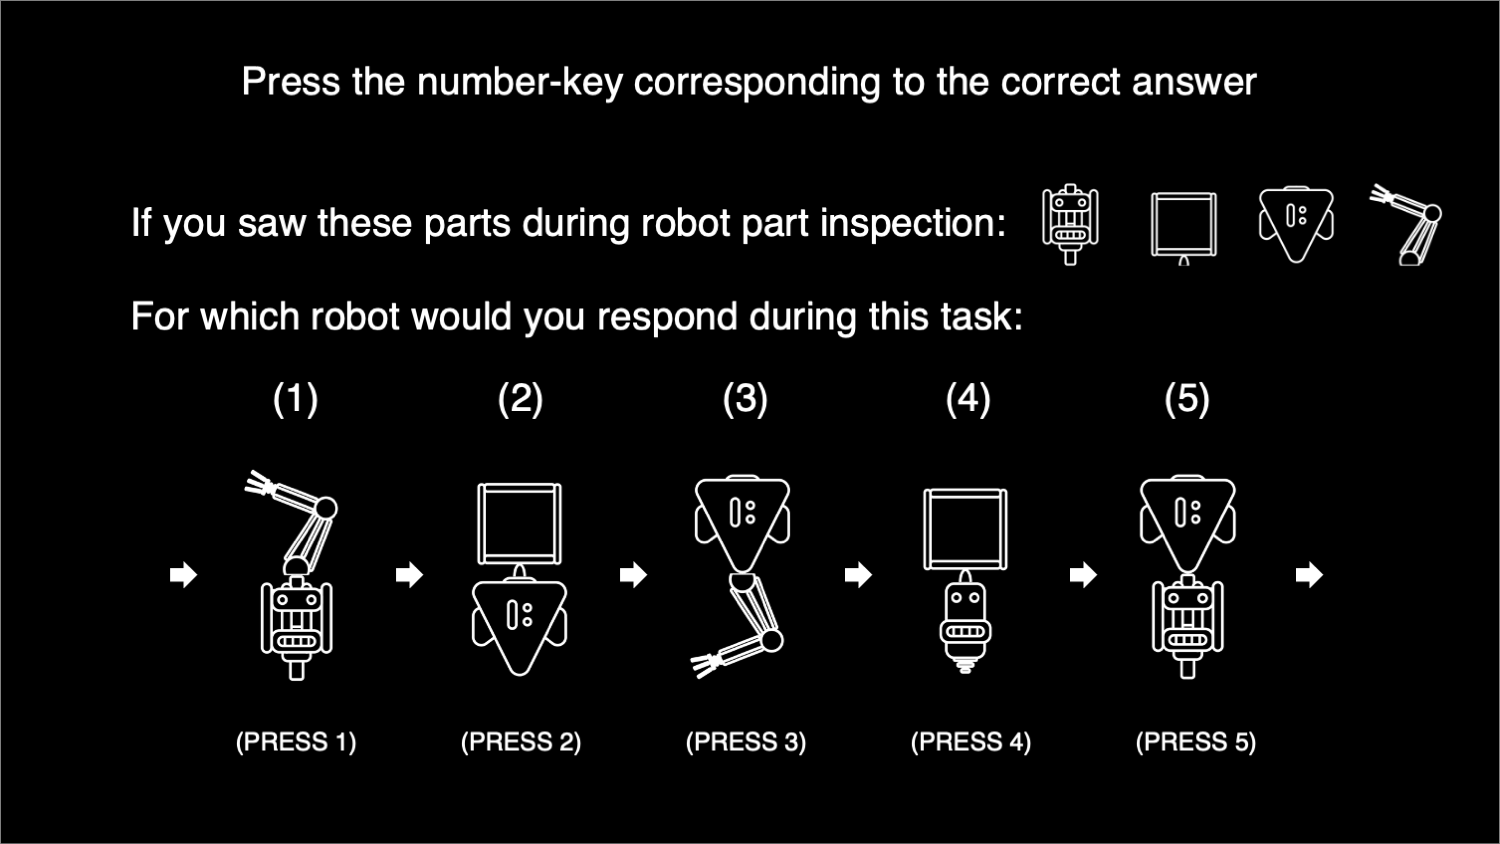 Press the number-key corresponding to the correct answer
If you saw these parts during robot part inspection:
For which robot would you respond during this task:
(1) (2) (3) (4) (5)
(PRESS 1) (PRESS 2) (PRESS 3) (PRESS 4) (PRESS 5)